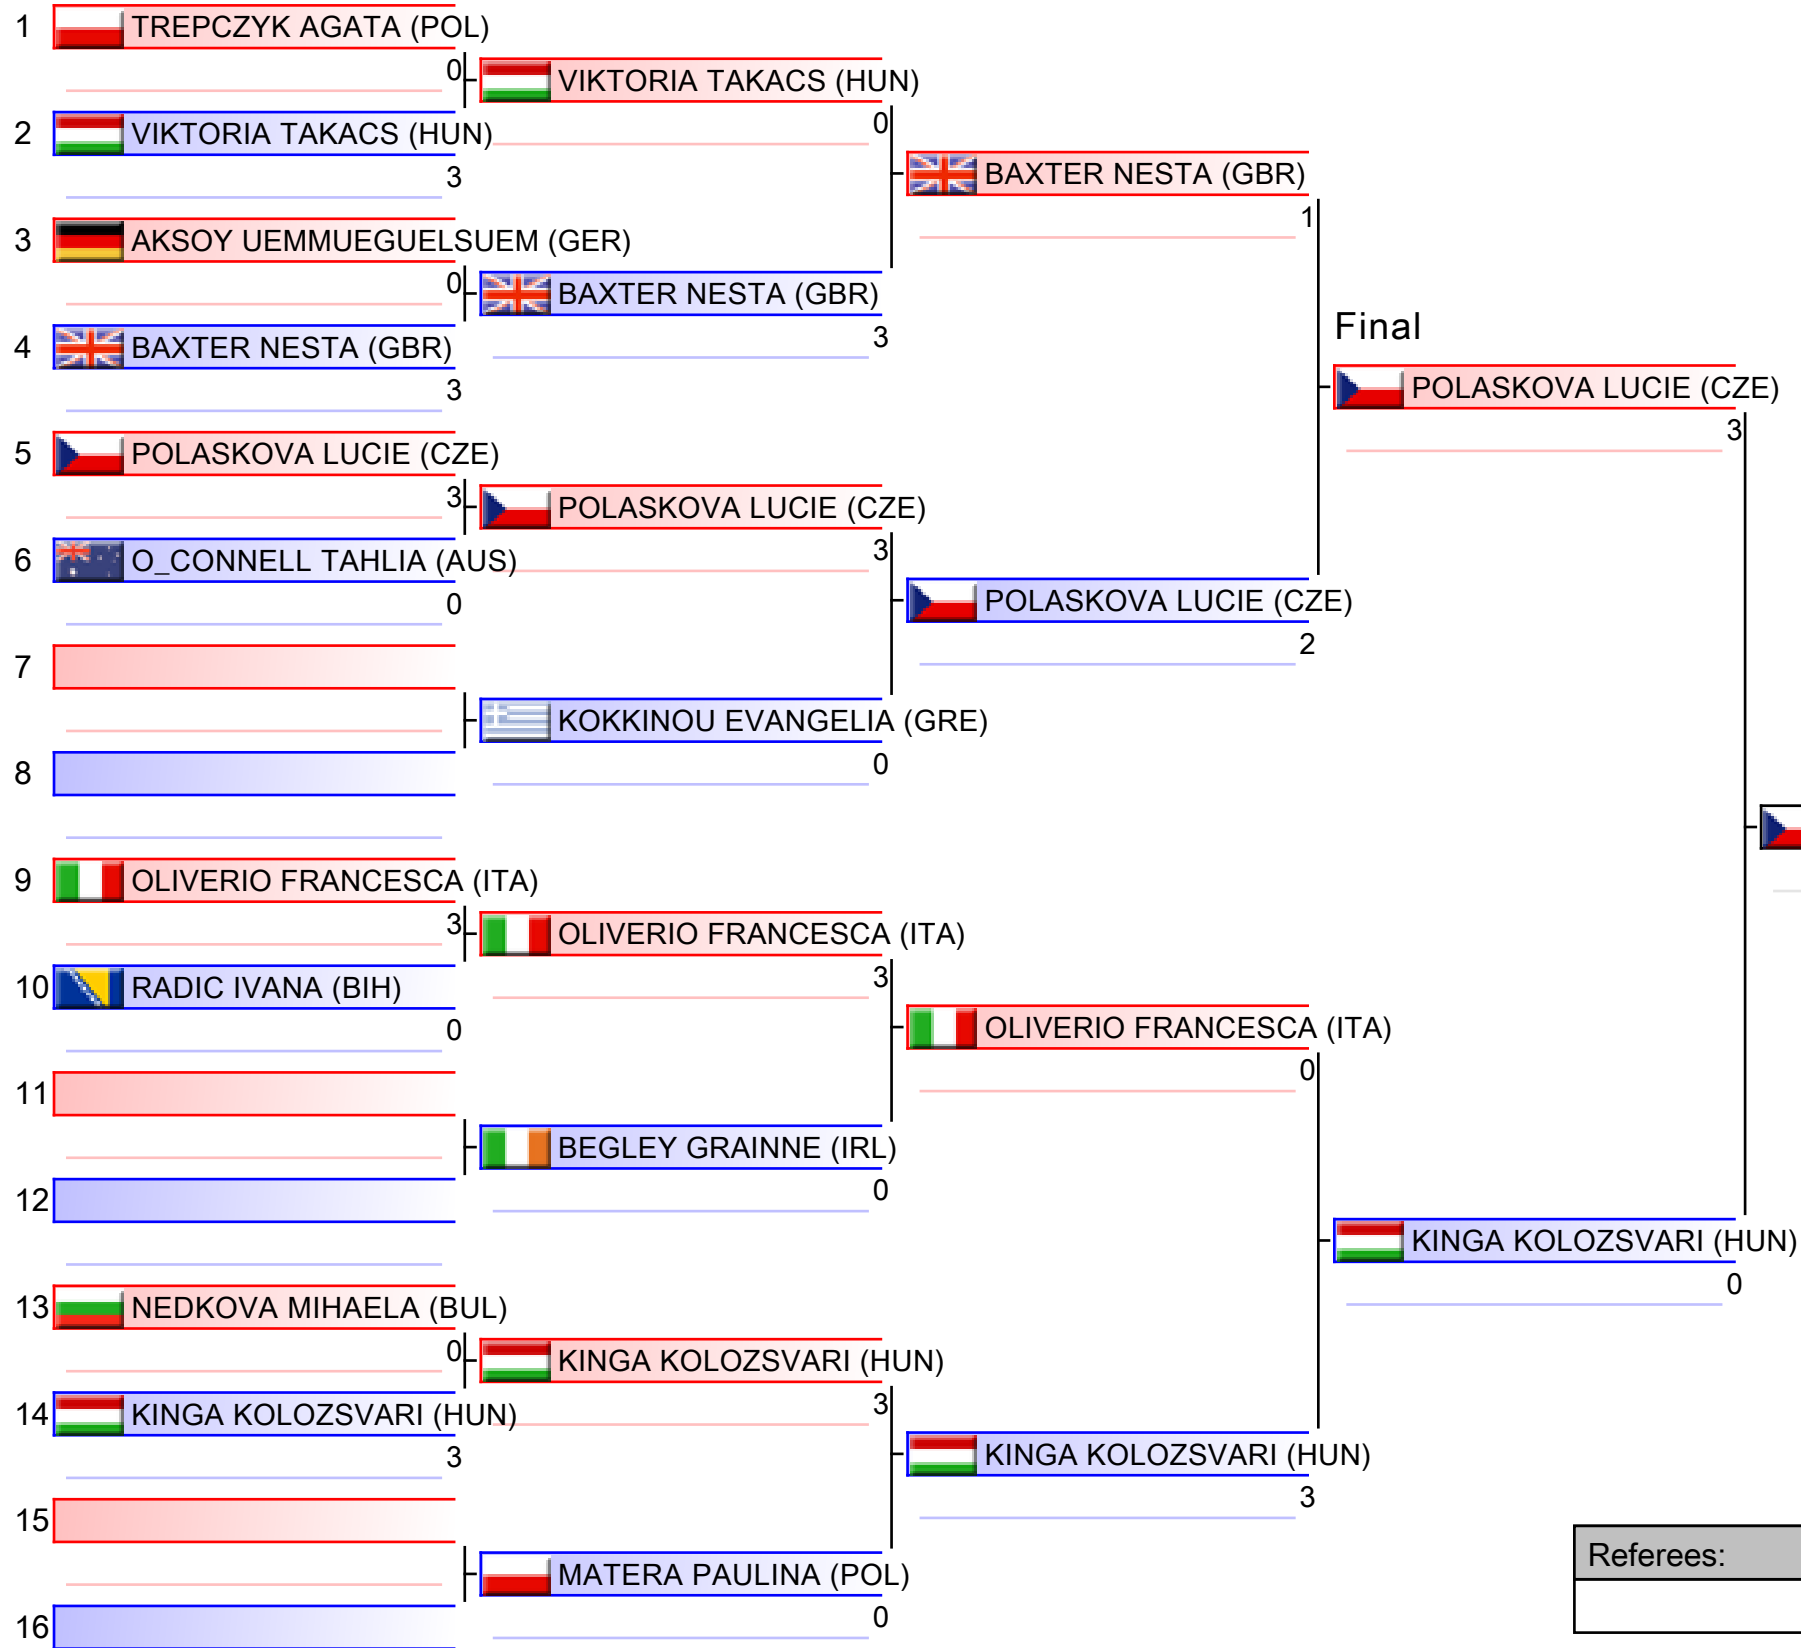 1 TREPCZYK AGATA (POL)
0 VIKTORIA TAKACS (HUN)
2 VIKTORIA TAKACS (HUN) 0
3 BAXTER NESTA (GBR)
3 AKSOY UEMMUEGUELSUEM (GER) 1
0 BAXTER NESTA (GBR)
4 BAXTER NESTA (GBR) 3 Final
3 POLASKOVA LUCIE (CZE)
5 POLASKOVA LUCIE (CZE) 3
3 POLASKOVA LUCIE (CZE)
6 O_CONNELL TAHLIA (AUS) 3
0 POLASKOVA LUCIE (CZE)
7 2
KOKKINOU EVANGELIA (GRE)
8 0
9 OLIVERIO FRANCESCA (ITA)
3 OLIVERIO FRANCESCA (ITA)
10 RADIC IVANA (BIH) 3
0 OLIVERIO FRANCESCA (ITA)
11 0
BEGLEY GRAINNE (IRL)
12 0
KINGA KOLOZSVARI (HUN)
13 NEDKOVA MIHAELA (BUL) 0
0 KINGA KOLOZSVARI (HUN)
14 KINGA KOLOZSVARI (HUN) 3
3 KINGA KOLOZSVARI (HUN)
15 3
Referees:
MATERA PAULINA (POL)
16 0